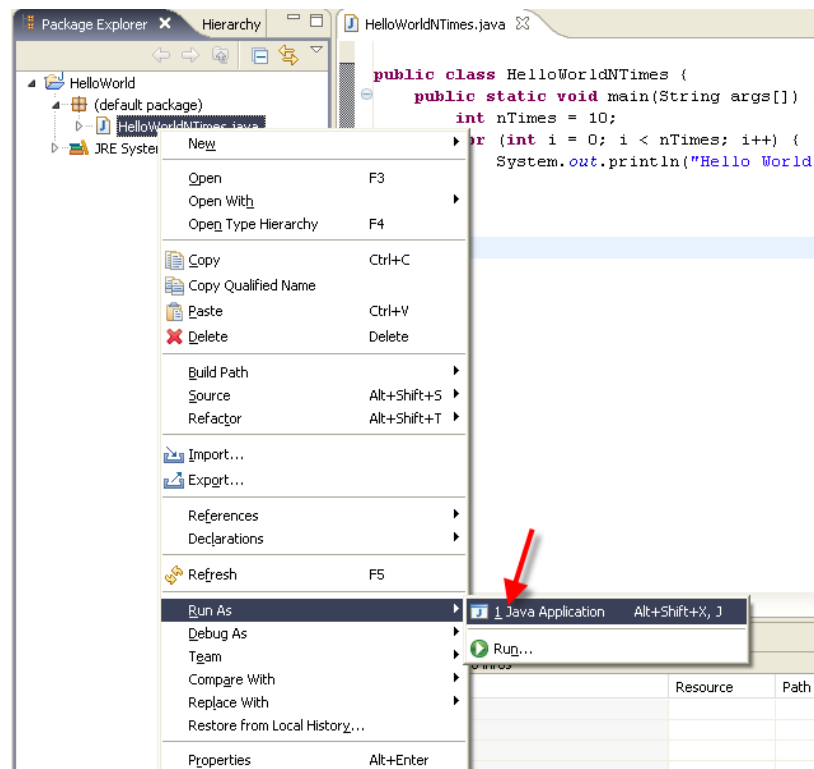 Package Explorer Hierarchy HelloWorldNTimes.java
HelloWorld
(default package)
HelloWorldNTimes.java
JRE Syster
public class HelloWorldNTimes {
public static void main(String args[])
int nTimes = 10;
r (int i = 0; i < nTimes; i++) {
System.out.println("Hello World
New
Open F3
Open With
Open Type Hierarchy F4
Copy Ctrl+C
Copy Qualified Name
Paste Ctrl+V
Delete Delete
Build Path
Source Alt+Shift+S
Refactor Alt+Shift+T
Import...
Export...
References
Declarations
Refresh F5
Run As
Debug As
Team
Compare With
Replace With
Restore from Local History...
Properties Alt+Enter
1 Java Application Alt+Shift+X, J
Run...
Resource Path